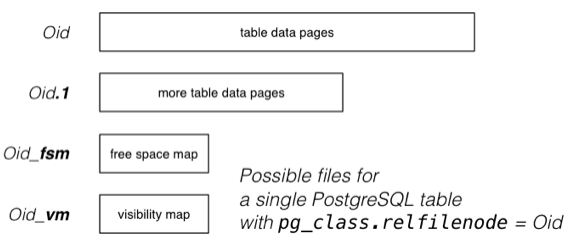 Oid
table data pages
Oid.1
more table data pages
Oid_fsm
free space map
Oid_vm
visibility map
Possible files for
a single PostgreSQL table
with pg_class.relfilenode = Oid